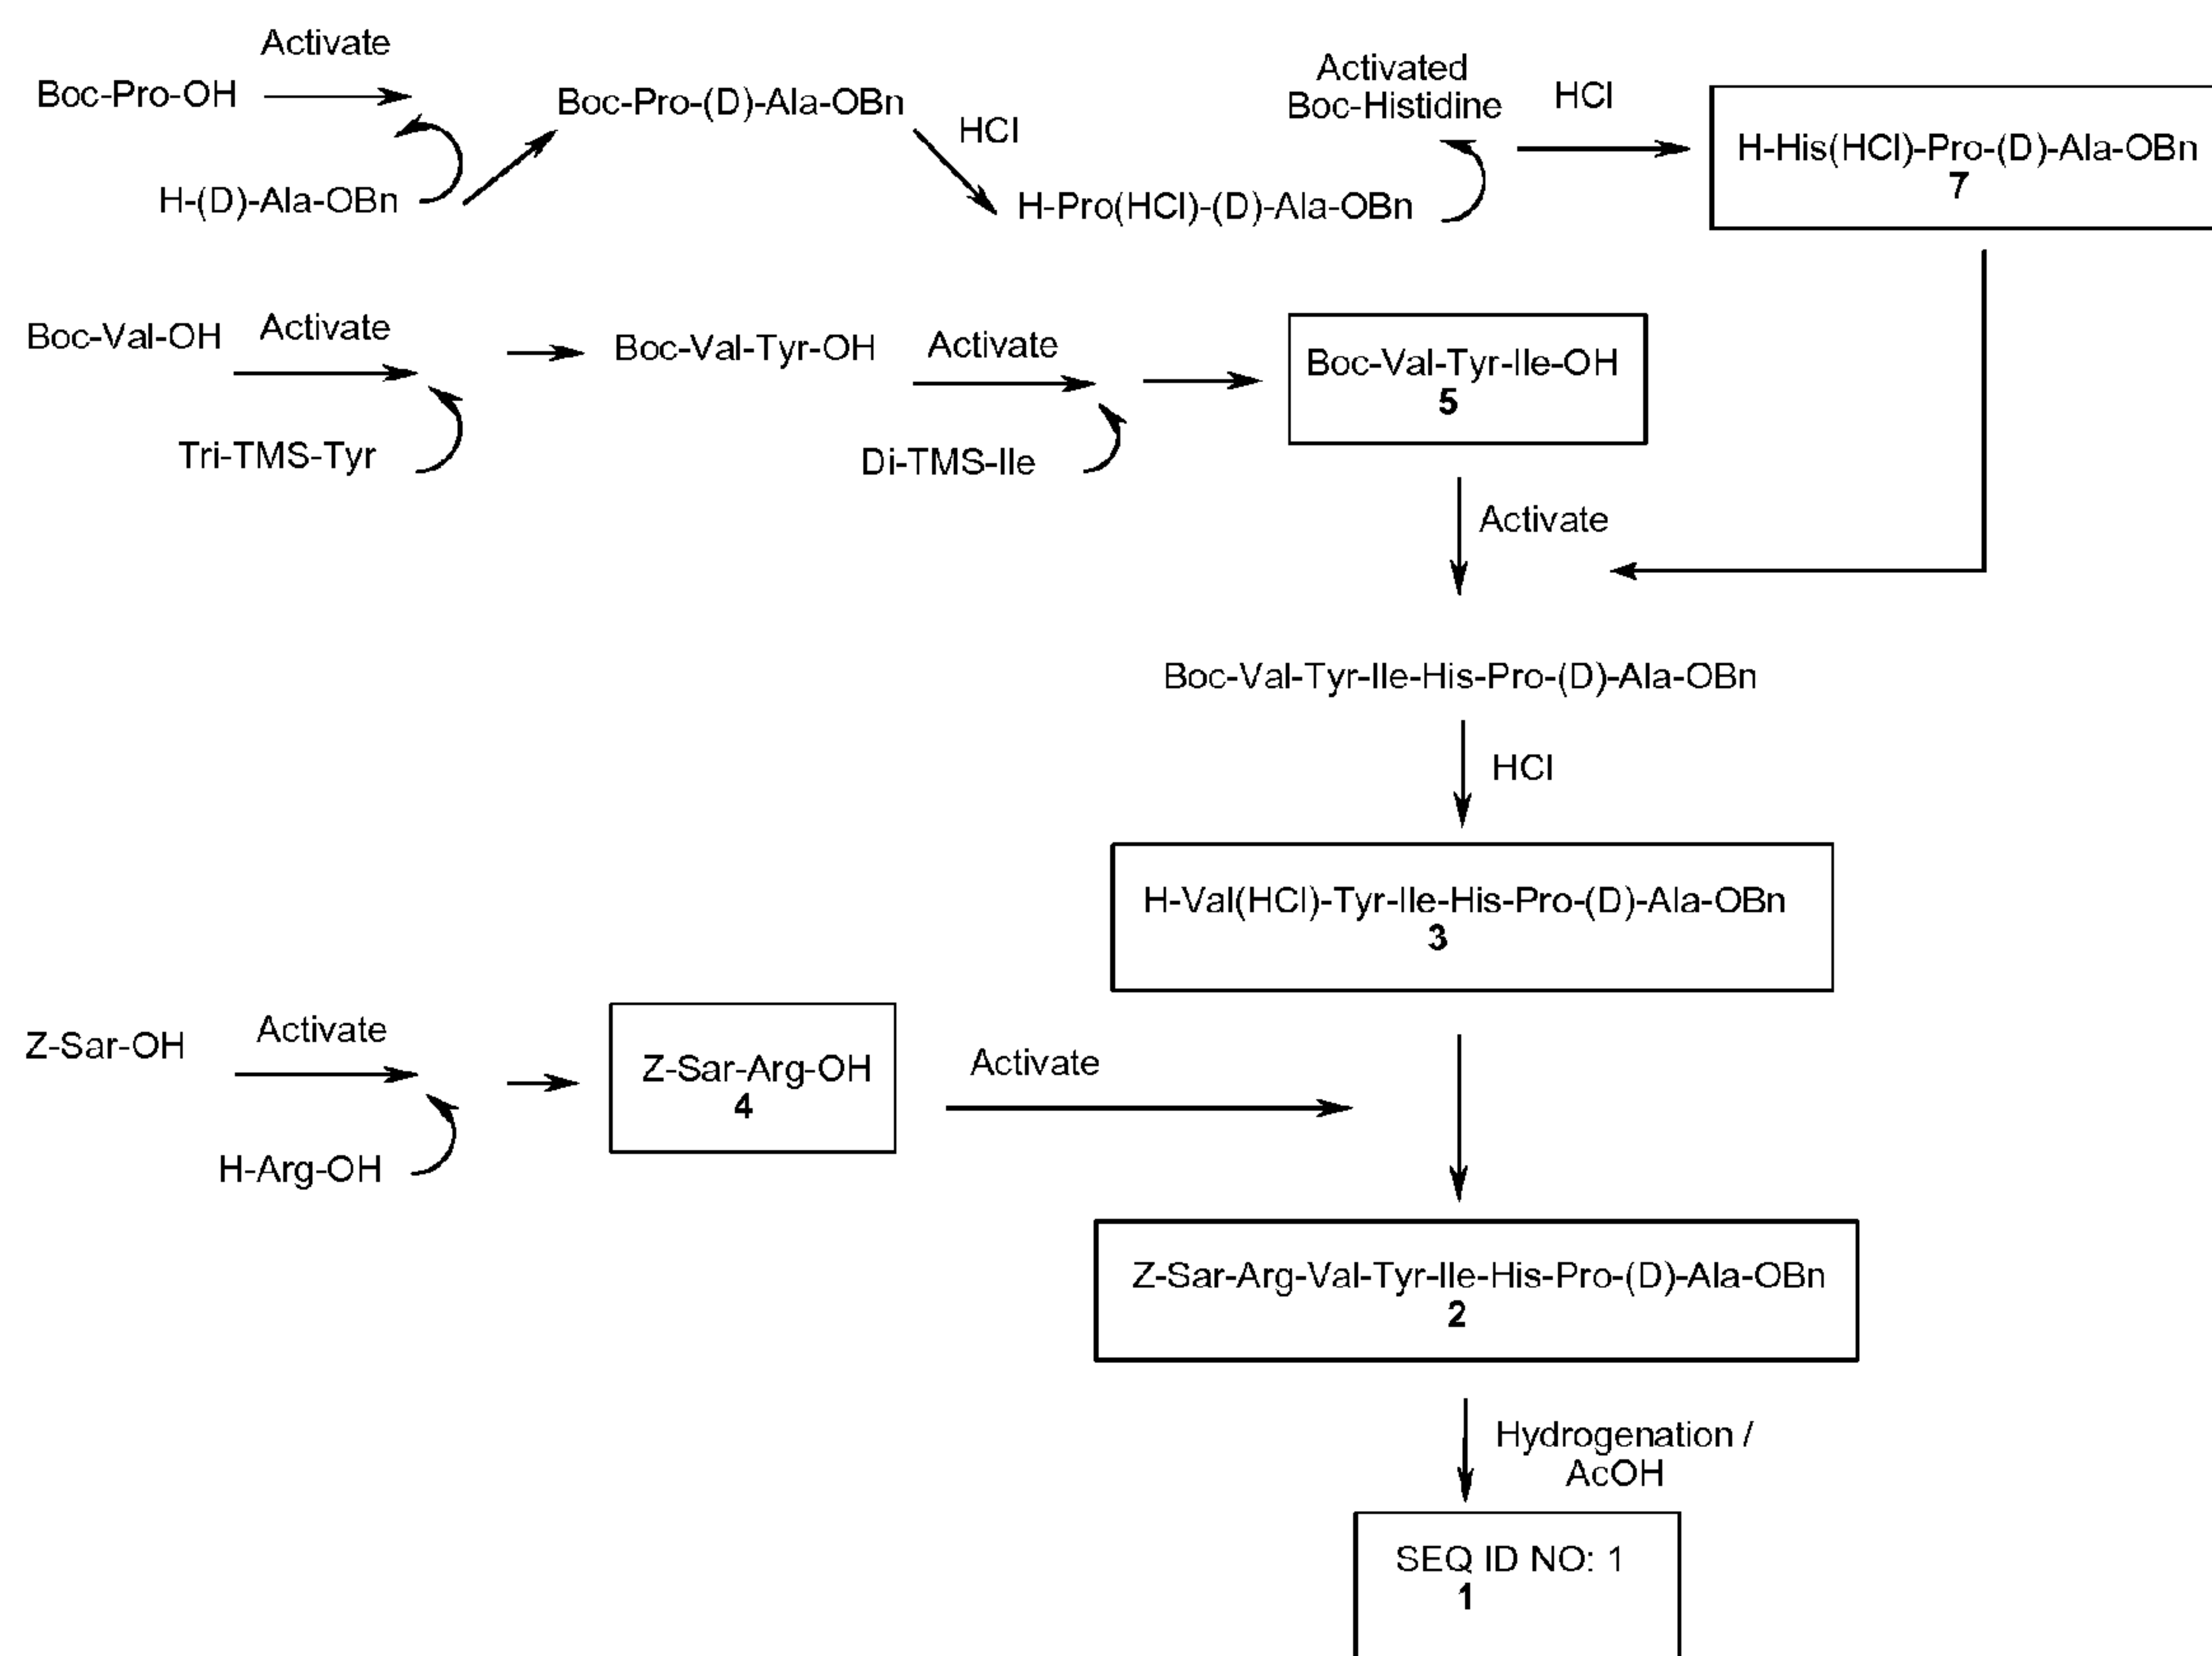 Activate
Boc-Pro-OH
H-(D)-Ala-OBn
Boc-Pro-(D)-Ala-OBn
HCl
H-Pro(HCl)-(D)-Ala-OBn
Activated
Boc-Histidine
HCl
H-His(HCl)-Pro-(D)-Ala-OBn
7
Boc-Val-OH
Activate
Tri-TMS-Tyr
Boc-Val-Tyr-OH
Activate
Di-TMS-Ile
Boc-Val-Tyr-Ile-OH
5
Activate
Boc-Val-Tyr-Ile-His-Pro-(D)-Ala-OBn
HCl
H-Val(HCl)-Tyr-Ile-His-Pro-(D)-Ala-OBn
3
Z-Sar-OH
Activate
H-Arg-OH
Z-Sar-Arg-OH
4
Activate
Z-Sar-Arg-Val-Tyr-Ile-His-Pro-(D)-Ala-OBn
2
Hydrogenation /
AcOH
SEQ ID NO: 1
1